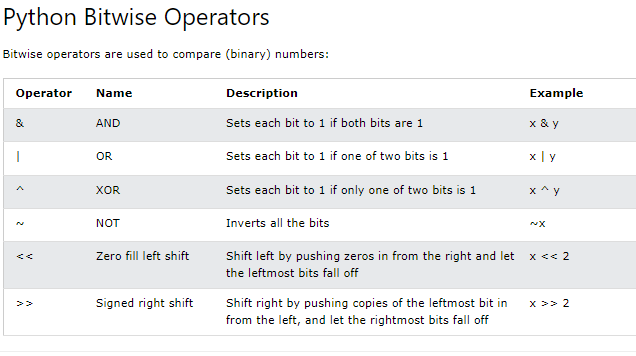 Python Bitwise Operators
Bitwise operators are used to compare (binary) numbers:
Operator Name Description Example
& AND Sets each bit to 1 if both bits are 1 x & y
| OR Sets each bit to 1 if one of two bits is 1 x | y
^ XOR Sets each bit to 1 if only one of two bits is 1 x ^ y
~ NOT Inverts all the bits ~x
<< Zero fill left shift Shift left by pushing zeros in from the right and let x << 2
the leftmost bits fall off
>> Signed right shift Shift right by pushing copies of the leftmost bit in x >> 2
from the left, and let the rightmost bits fall off